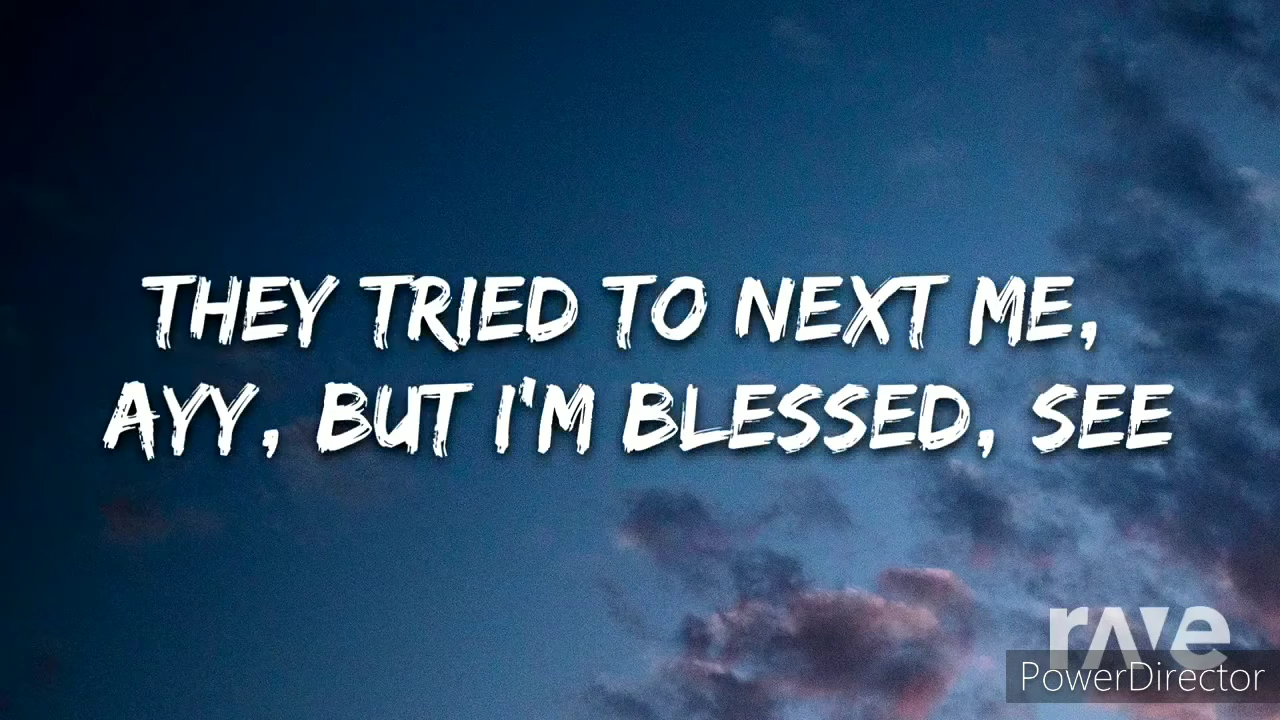 THEY TRIED TO NEXT ME,
AYY, BUT I'M BLESSED, SEE
rave
PowerDirector